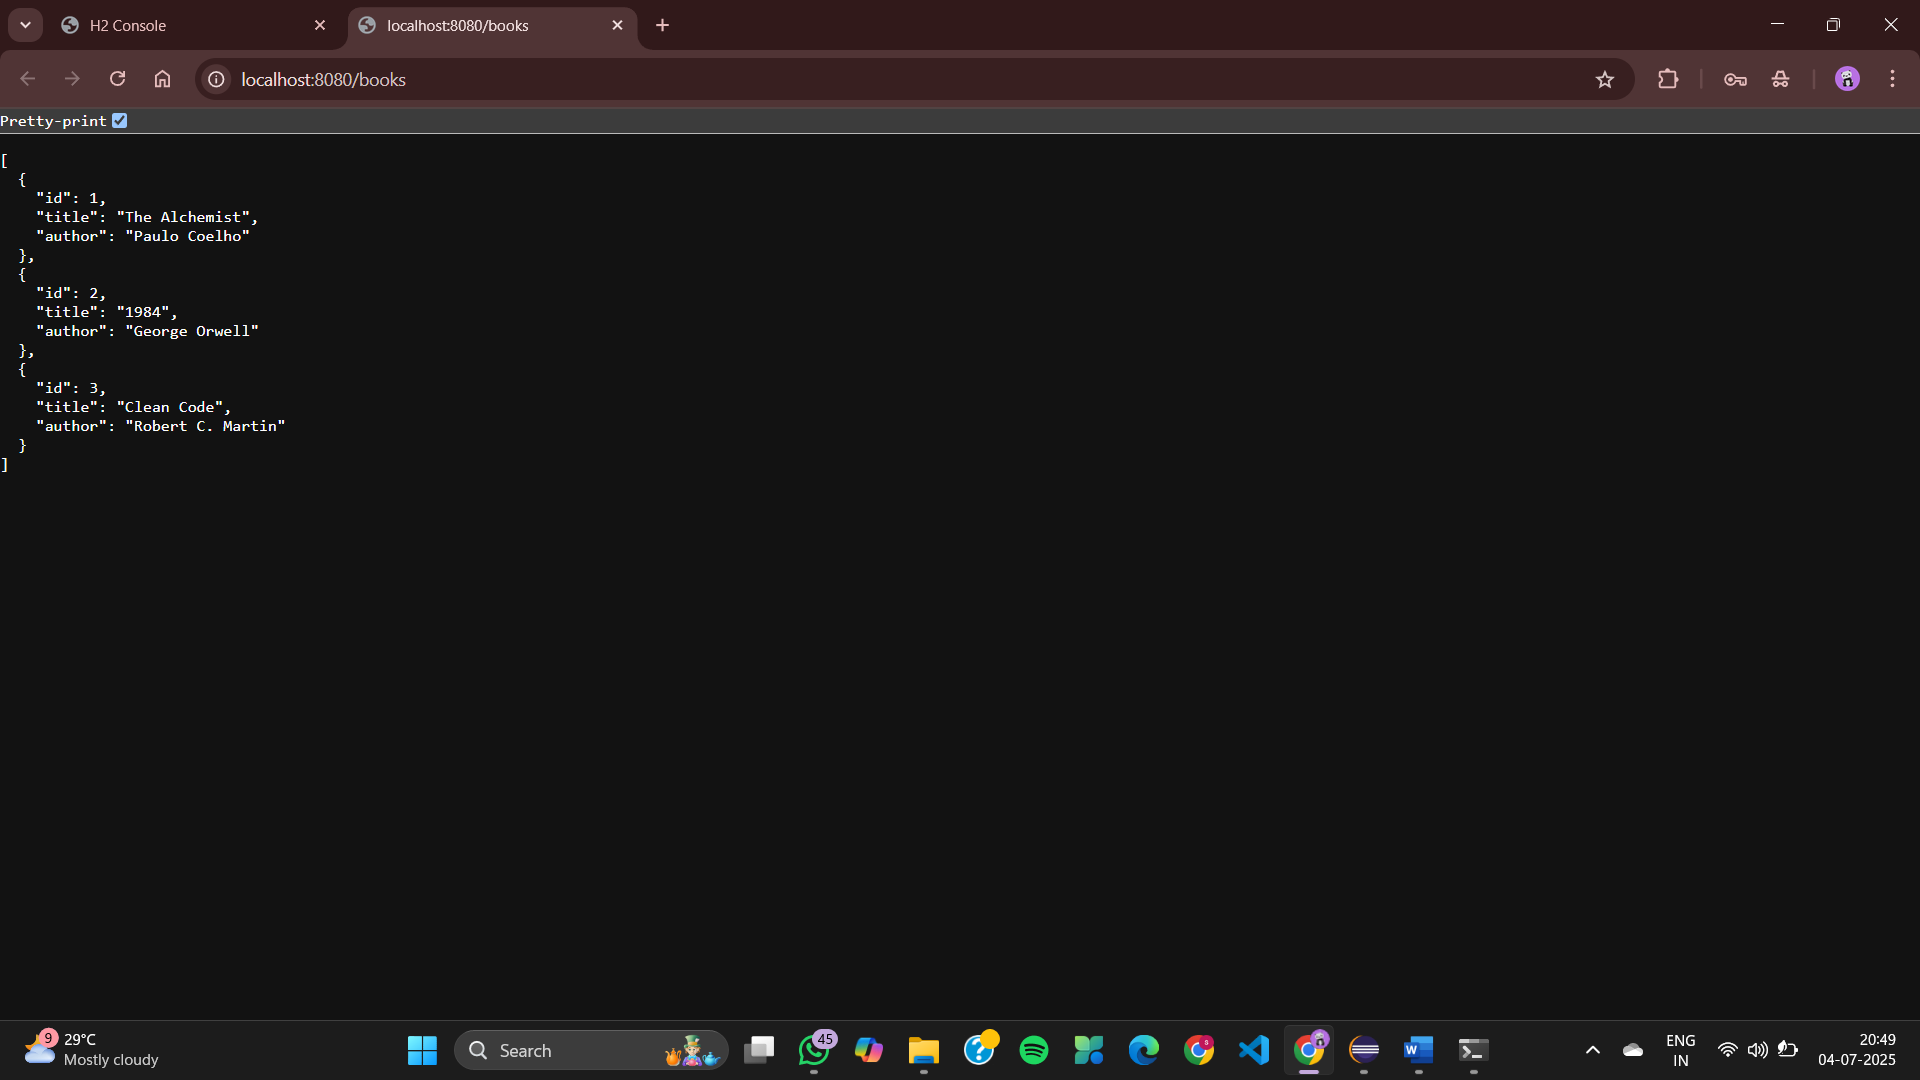 H2 Console
localhost:8080/books
localhost:8080/books
Pretty-print
[
  {
    "id": 1,
    "title": "The Alchemist",
    "author": "Paulo Coelho"
  },
  {
    "id": 2,
    "title": "1984",
    "author": "George Orwell"
  },
  {
    "id": 3,
    "title": "Clean Code",
    "author": "Robert C. Martin"
  }
]
9
29°C
Mostly cloudy
Search
45
8
W
ENG
IN
20:49
04-07-2025